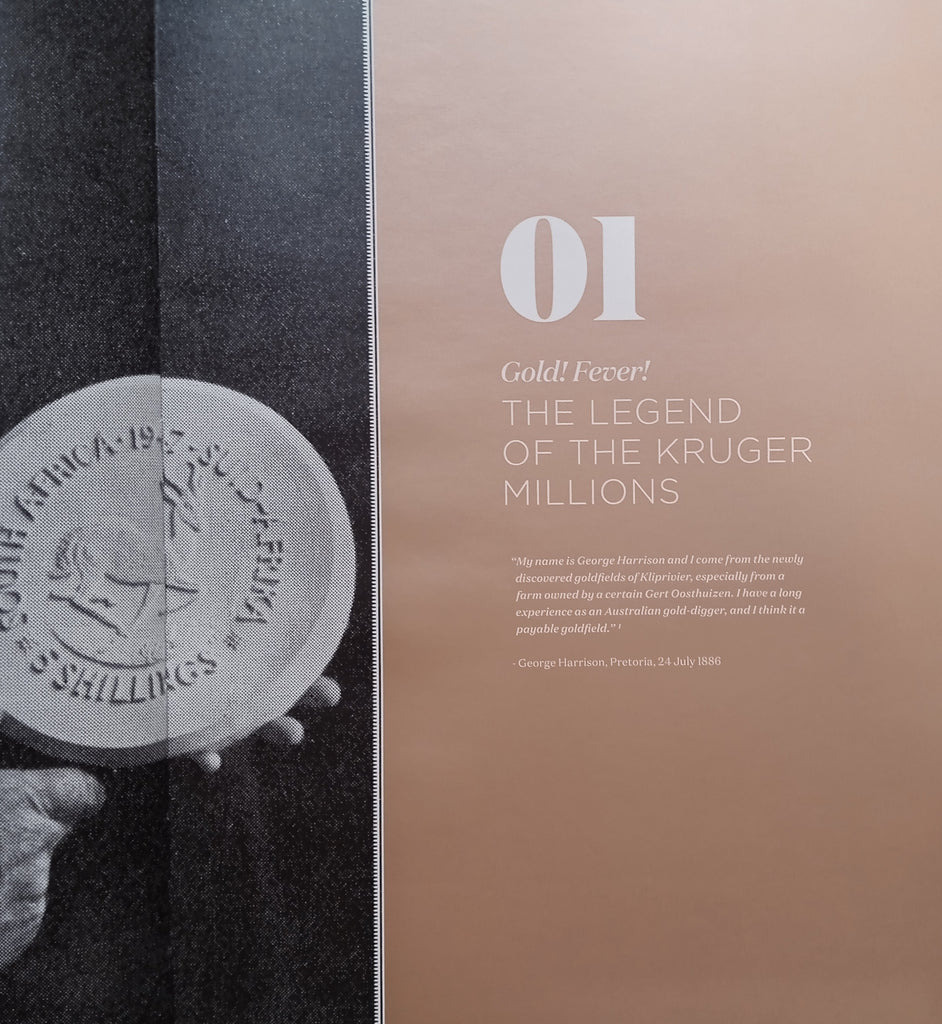 SOUTH AFRICA · 19
SUID-AFRIKA
"5" SHILLINGS
01
Gold! Fever!
THE LEGEND
OF THE KRUGER
MILLIONS
“My name is George Harrison and I come from the newly
discovered goldfields of Kliprivier, especially from a
farm owned by a certain Gert Oosthuizen. I have a long
experience as an Australian gold-digger, and I think it a
payable goldfield.” ¹
- George Harrison, Pretoria, 24 July 1886